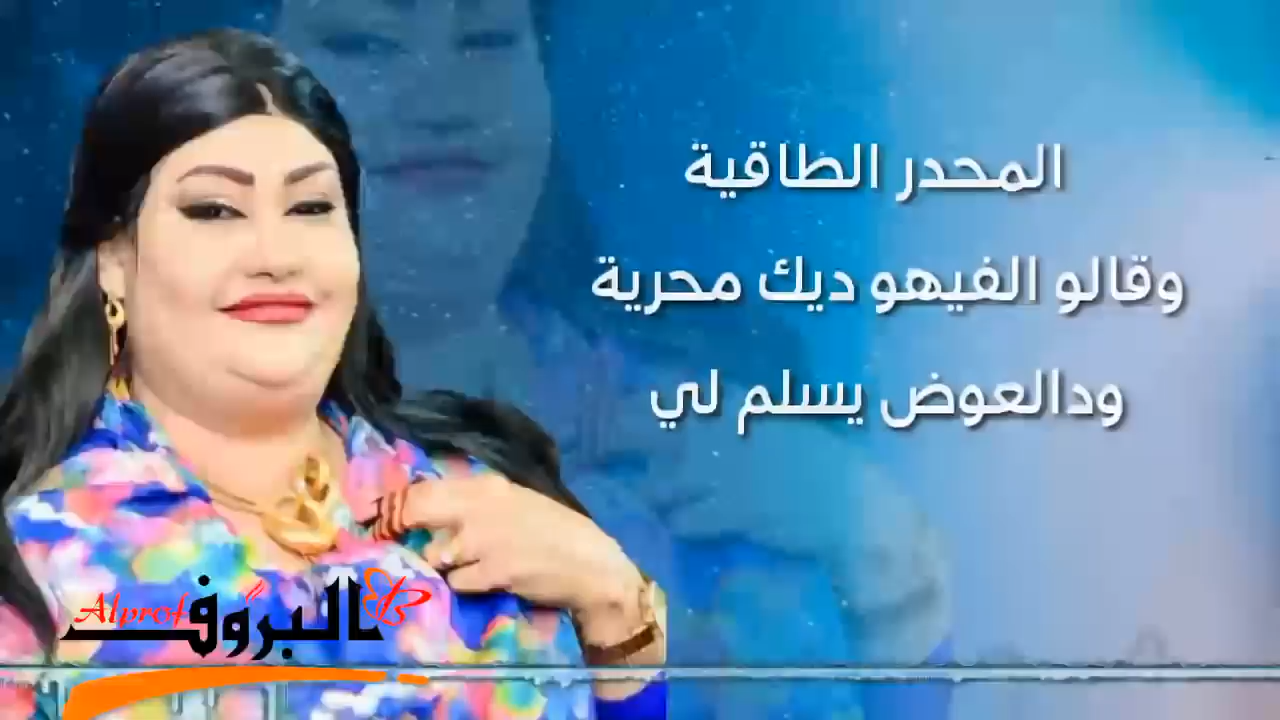 المحدر الطاقية
وقالو الفيهو ديك محرية
ودالعوض يسلم لي
Alprof البروف